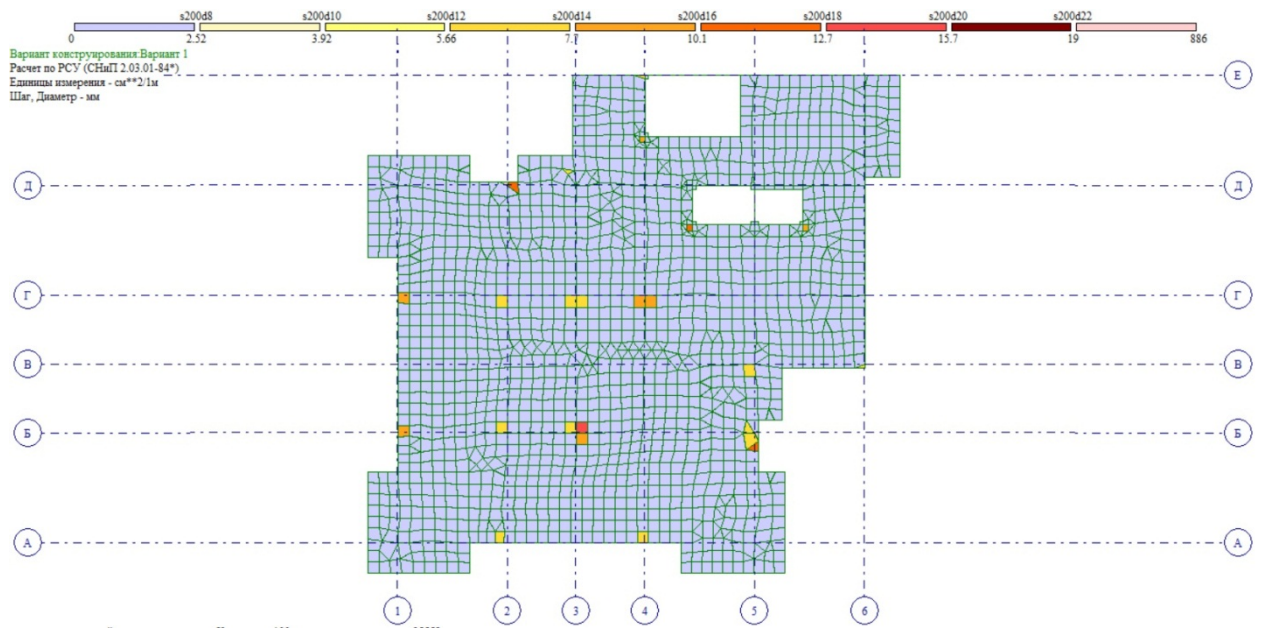 s200d8 s200d10 s200d12 s200d14 s200d16 s200d18 s200d20 s200d22
0 2.52 3.92 5.66 7.7 10.1 12.7 15.7 19 886
Вариант конструирования:Вариант 1
Расчет по РСУ (СНиП 2.03.01-84*)
Единицы измерения - см**2/1м
Шаг, Диаметр - мм
Е
Д Д
Г Г
В В
Б Б
А А
1 2 3 4 5 6